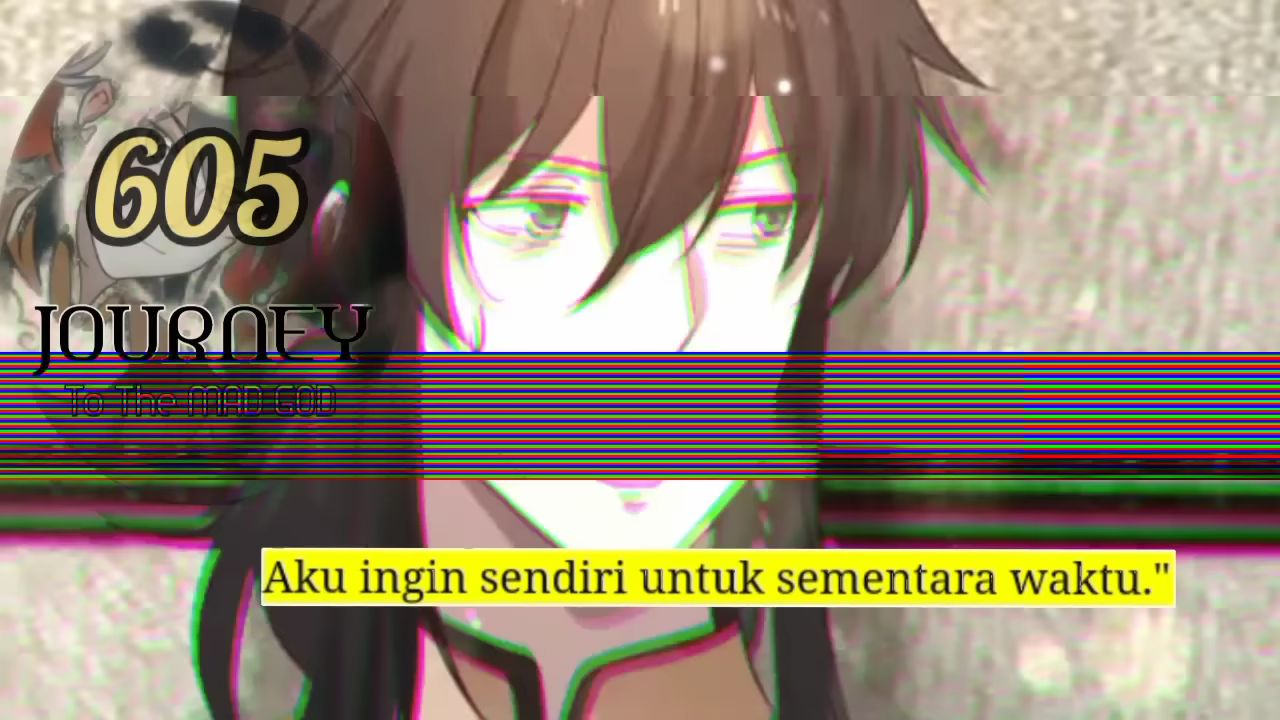 605
JOURNEY
To The MAD GOD
Aku ingin sendiri untuk sementara waktu."